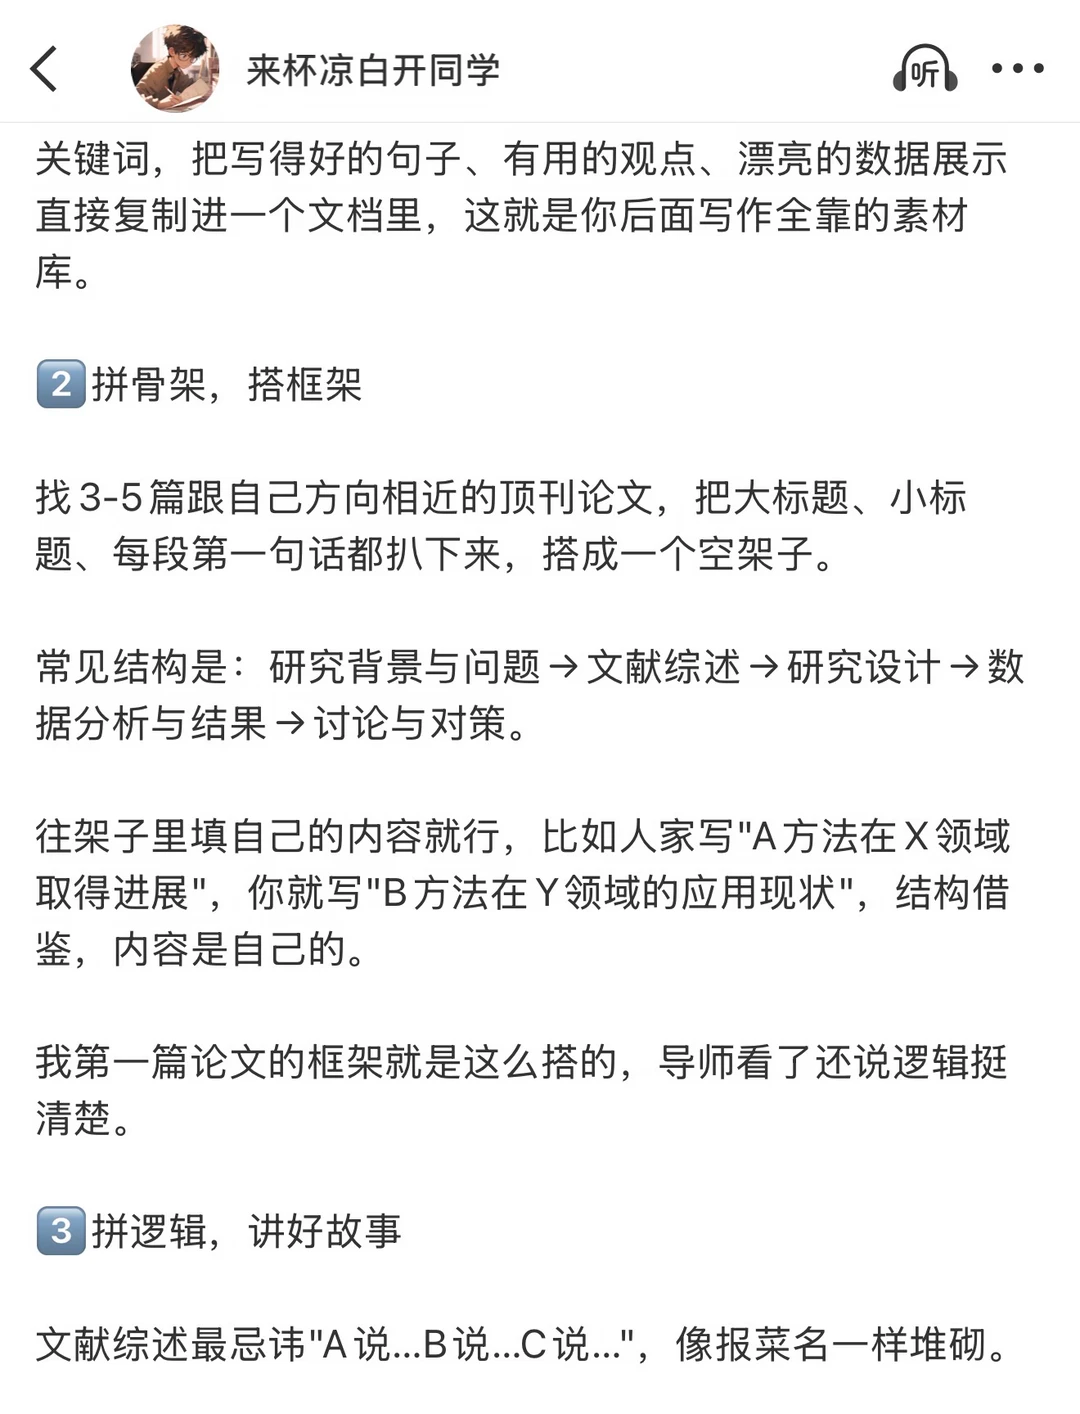 来杯凉白开同学
听
关键词，把写得好的句子、有用的观点、漂亮的数据展示
直接复制进一个文档里，这就是你后面写作全靠的素材
库。
2拼骨架，搭框架
找3-5篇跟自己方向相近的顶刊论文，把大标题、小标
题、每段第一句话都扒下来，搭成一个空架子。
常见结构是：研究背景与问题→文献综述→研究设计→数
据分析与结果→讨论与对策。
往架子里填自己的内容就行，比如人家写"A方法在X领域
取得进展"，你就写"B方法在Y领域的应用现状"，结构借
鉴，内容是自己的。
我第一篇论文的框架就是这么搭的，导师看了还说逻辑挺
清楚。
3拼逻辑，讲好故事
文献综述最忌讳"A说...B说...C说..."，像报菜名一样堆砌。